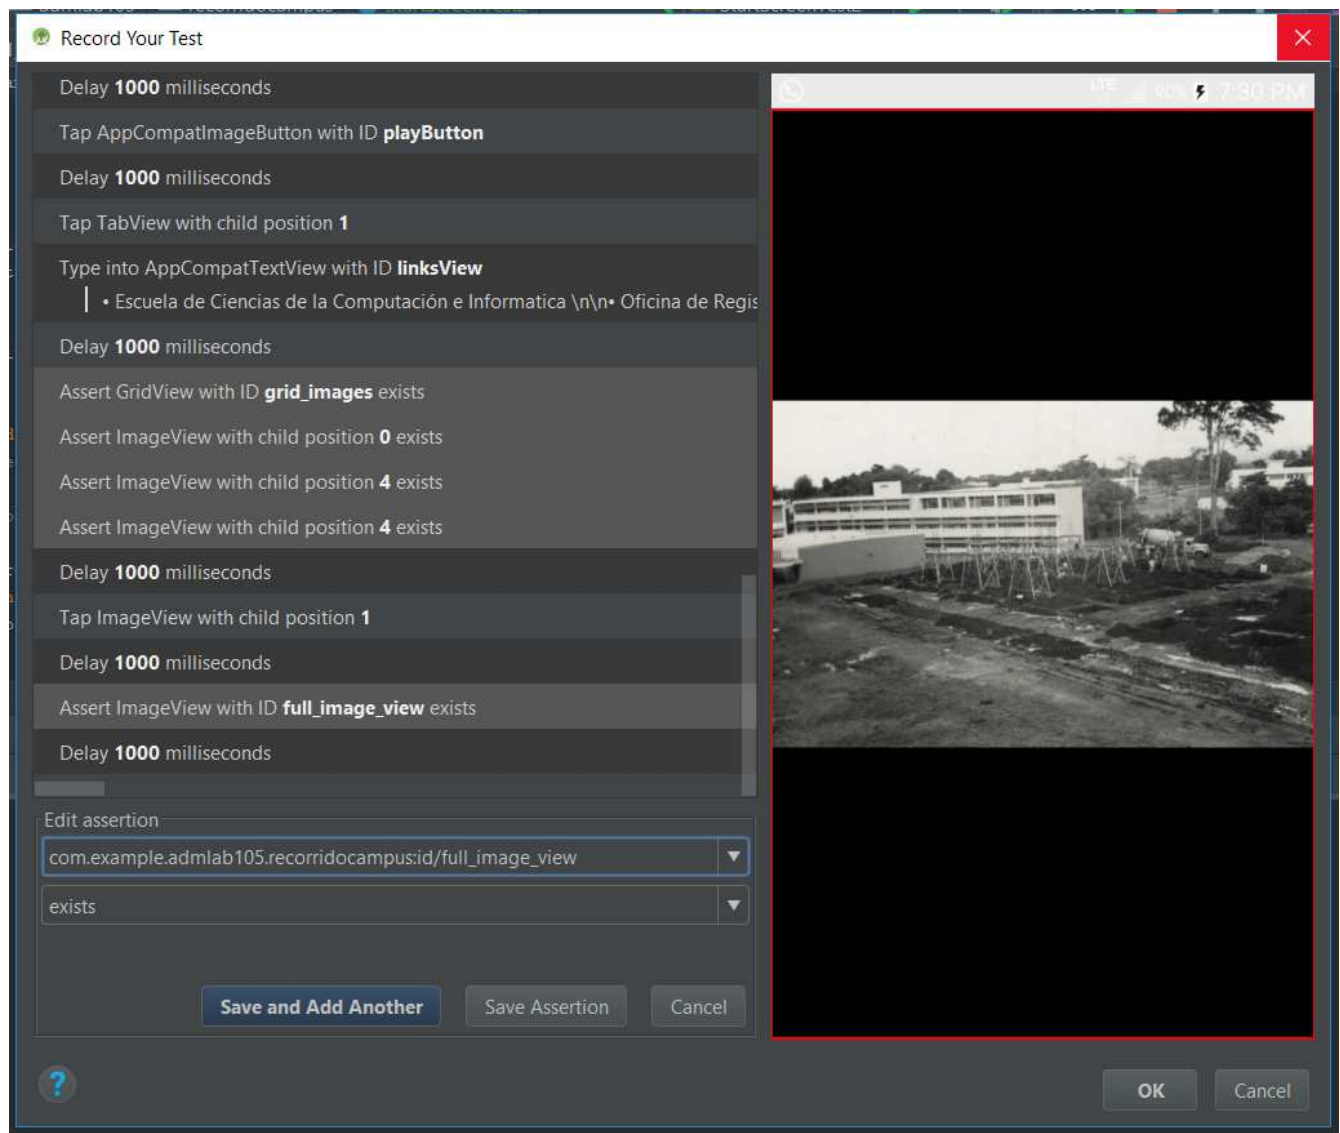 Record Your Test
Delay 1000 milliseconds
Tap AppCompatImageButton with ID playButton
Delay 1000 milliseconds
Tap TabView with child position 1
Type into AppCompatTextView with ID linksView
• Escuela de Ciencias de la Computación e Informatica \n\n• Oficina de Regis
Delay 1000 milliseconds
Assert GridView with ID grid_images exists
Assert ImageView with child position 0 exists
Assert ImageView with child position 4 exists
Assert ImageView with child position 4 exists
Delay 1000 milliseconds
Tap ImageView with child position 1
Delay 1000 milliseconds
Assert ImageView with ID full_image_view exists
Delay 1000 milliseconds
Edit assertion
com.example.admlab105.recorridocampus:id/full_image_view
exists
Save and Add Another Save Assertion Cancel
LTE 90% 7:30 PM
?
OK Cancel